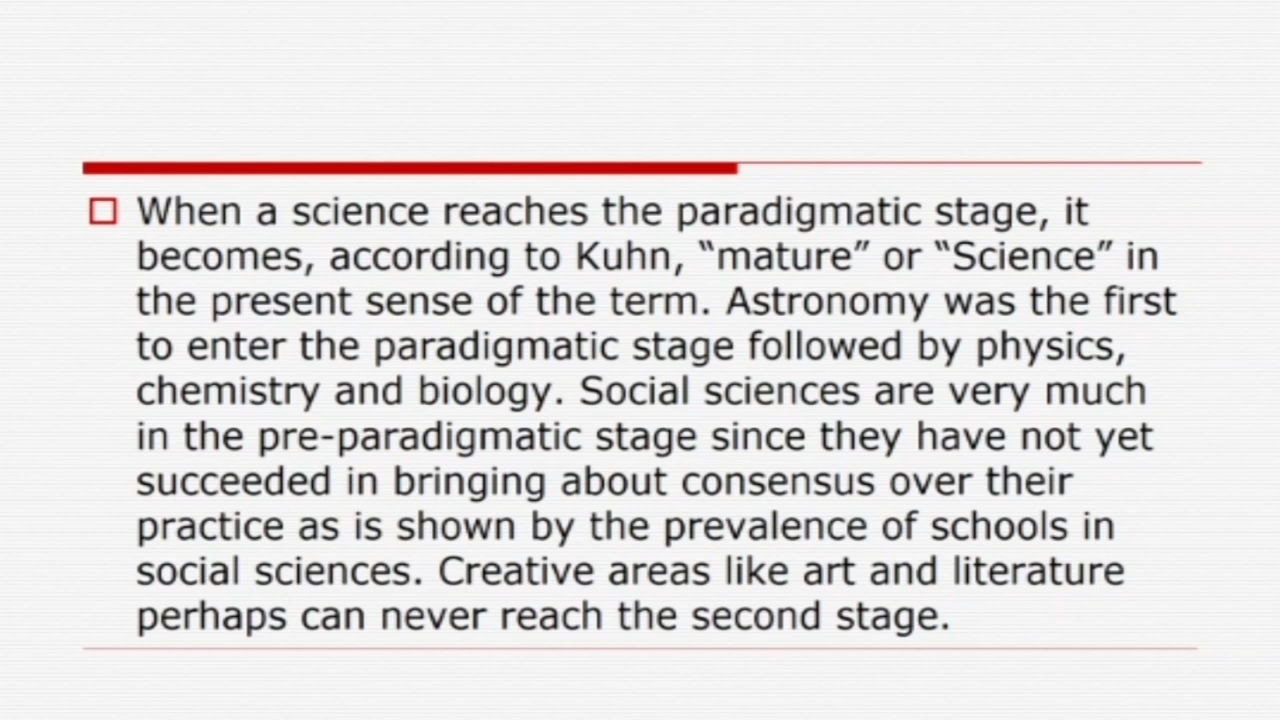 When a science reaches the paradigmatic stage, it
becomes, according to Kuhn, “mature” or “Science” in
the present sense of the term. Astronomy was the first
to enter the paradigmatic stage followed by physics,
chemistry and biology. Social sciences are very much
in the pre-paradigmatic stage since they have not yet
succeeded in bringing about consensus over their
practice as is shown by the prevalence of schools in
social sciences. Creative areas like art and literature
perhaps can never reach the second stage.